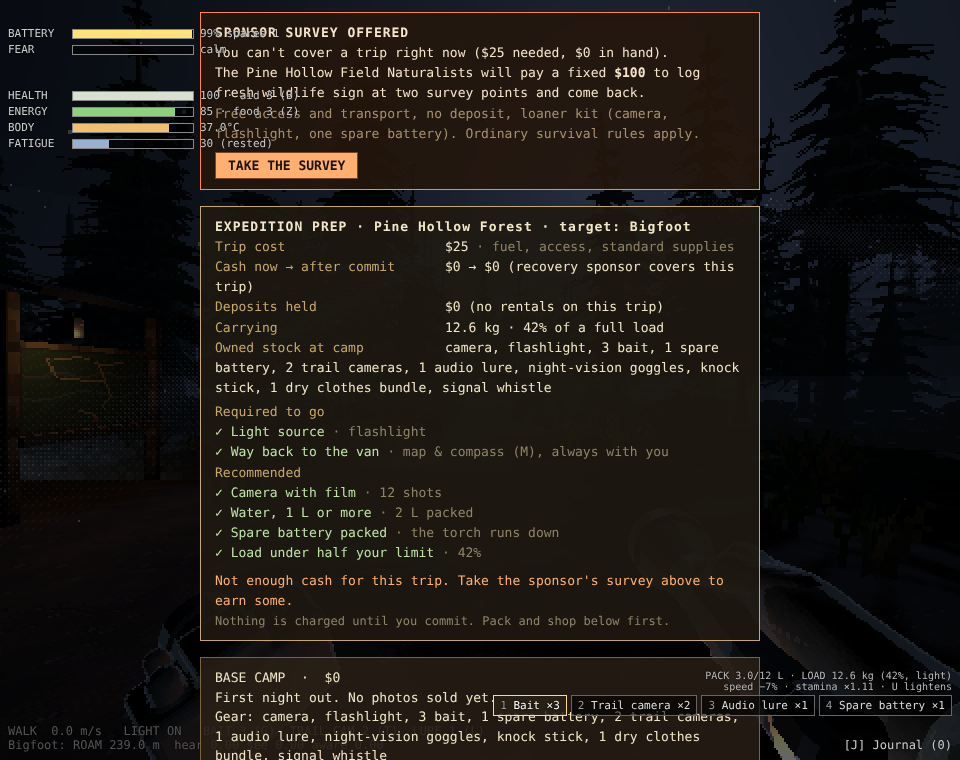 BATTERY
FEAR
calm
HEALTH
100
ENERGY
85 · food 3 (Z)
BODY
37.0°C
FATIGUE
30 (rested)
SPONSOR SURVEY OFFERED
You can't cover a trip right now ($25 needed, $0 in hand).
The Pine Hollow Field Naturalists will pay a fixed $100 to log
fresh wildlife sign at two survey points and come back.
Free access and transport, no deposit, loaner kit (camera,
flashlight, one spare battery). Ordinary survival rules apply.
TAKE THE SURVEY
EXPEDITION PREP · Pine Hollow Forest · target: Bigfoot
Trip cost $25 · fuel, access, standard supplies
Cash now → after commit $0 → $0 (recovery sponsor covers this
trip)
Deposits held $0 (no rentals on this trip)
Carrying 12.6 kg · 42% of a full load
Owned stock at camp camera, flashlight, 3 bait, 1 spare
battery, 2 trail cameras, 1 audio lure, night-vision goggles, knock
stick, 1 dry clothes bundle, signal whistle
Required to go
✓ Light source · flashlight
✓ Way back to the van · map & compass (M), always with you
Recommended
✓ Camera with film · 12 shots
✓ Water, 1 L or more · 2 L packed
✓ Spare battery packed · the torch runs down
✓ Load under half your limit · 42%
Not enough cash for this trip. Take the sponsor's survey above to
earn some.
Nothing is charged until you commit. Pack and shop below first.
BASE CAMP · $0
First night out. No photos sold yet.
Gear: camera, flashlight, 3 bait, 1 spare battery, 2 trail cameras,
1 audio lure, night-vision goggles, knock stick, 1 dry clothes
bundle, signal whistle
PACK 3.0/12 L · LOAD 12.6 kg (42%, light)
speed −7% · stamina ×1.11 · U lightens
1 Bait ×3
2 Trail camera ×2
3 Audio lure ×1
4 Spare battery ×1
WALK 0.0 m/s LIGHT ON
Bigfoot: ROAM 239.0 m
[J] Journal (0)